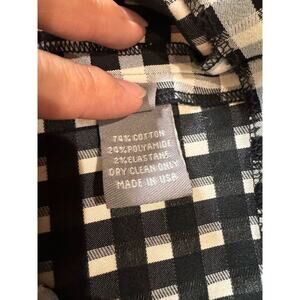 74% COTTON
24% POLYAMIDE
2% ELASTANE
DRY CLEAN ONLY
MADE IN USA